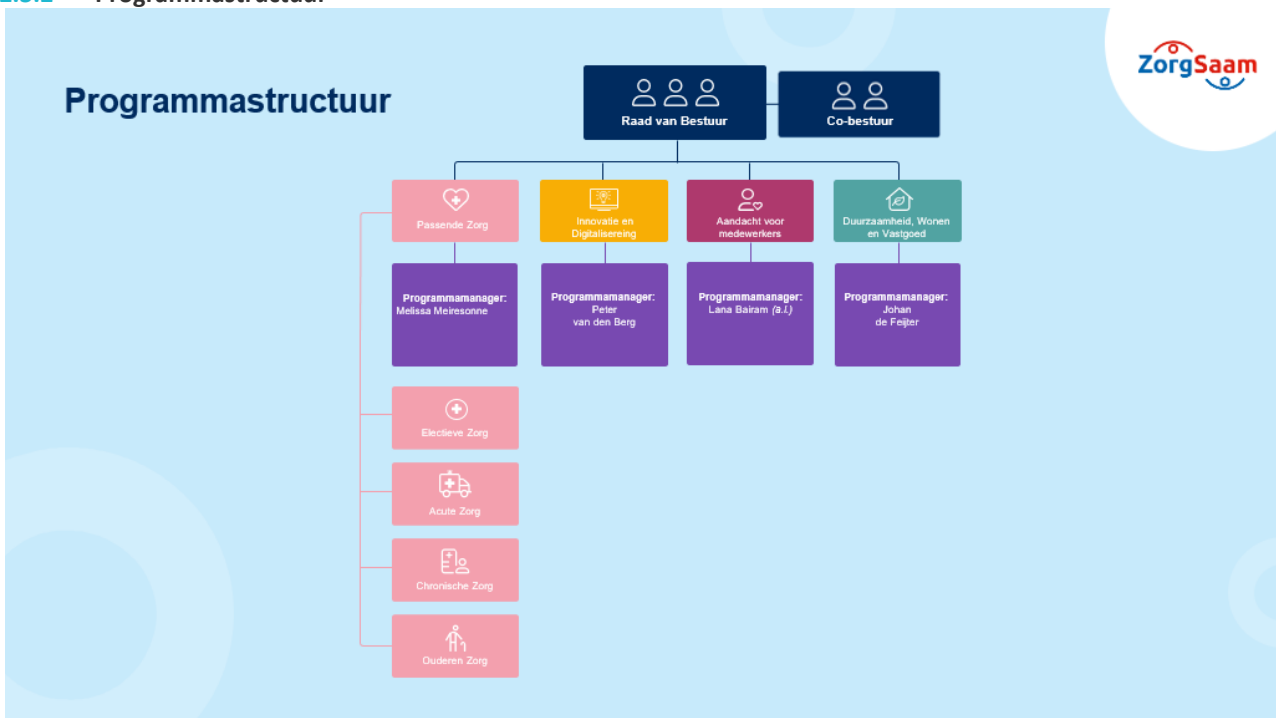 Programmastructuur
Programmastructuur
ZorgSaam
Raad van Bestuur
Co-bestuur
Passende Zorg
Innovatie en
Digitalisereing
Aandacht voor
medewerkers
Duurzaamheid, Wonen
en Vastgoed
Programmamanager:
Melissa Meiresonne
Programmamanager:
Peter
van den Berg
Programmamanager:
Lana Bairam (a.i.)
Programmamanager:
Johan
de Feijter
Electieve Zorg
Acute Zorg
Chronische Zorg
Ouderen Zorg